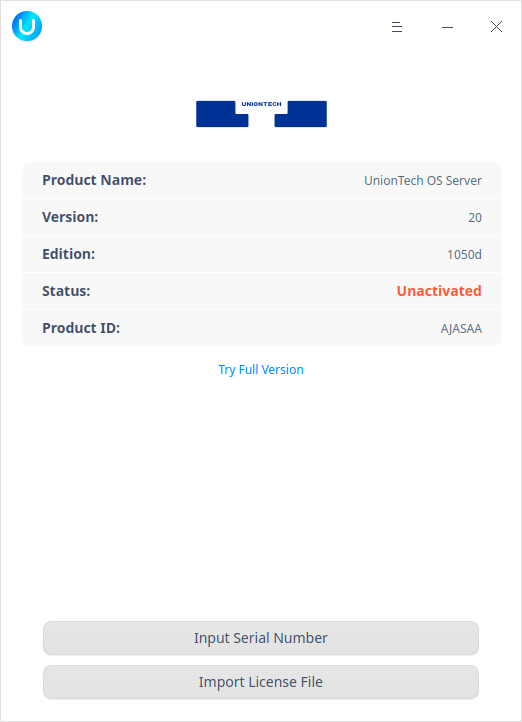 UNIONTECH
Product Name: UnionTech OS Server
Version: 20
Edition: 1050d
Status: Unactivated
Product ID: AJASAA
Try Full Version
Input Serial Number
Import License File